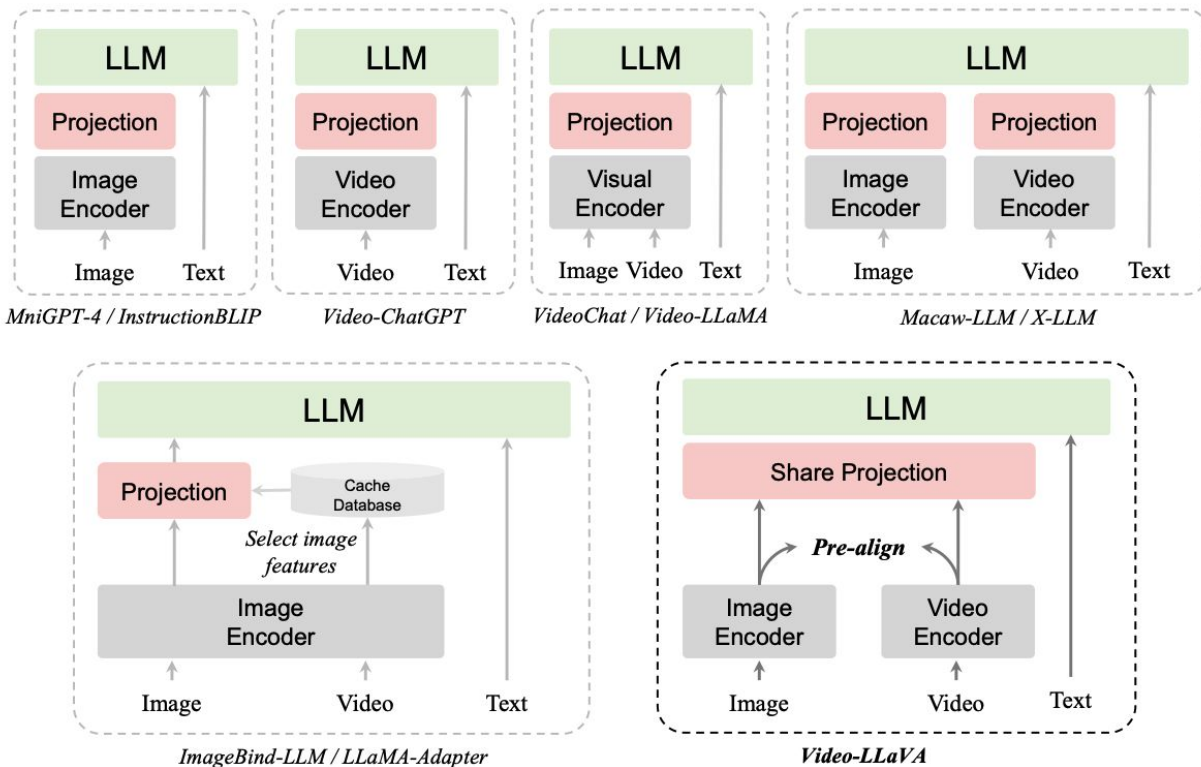 LLM
Projection
Image
Encoder
Image
Text
MniGPT-4 / InstructionBLIP
LLM
Projection
Video
Encoder
Video
Text
Video-ChatGPT
LLM
Projection
Visual
Encoder
Image Video Text
VideoChat / Video-LLaMA
LLM
Projection
Projection
Image
Encoder
Video
Encoder
Image
Video
Text
Macaw-LLM / X-LLM
LLM
Projection
Cache
Database
Select image
features
Image
Encoder
Image
Video
Text
ImageBind-LLM / LLaMA-Adapter
LLM
Share Projection
Pre-align
Image
Encoder
Video
Encoder
Image
Video
Text
Video-LLaVA